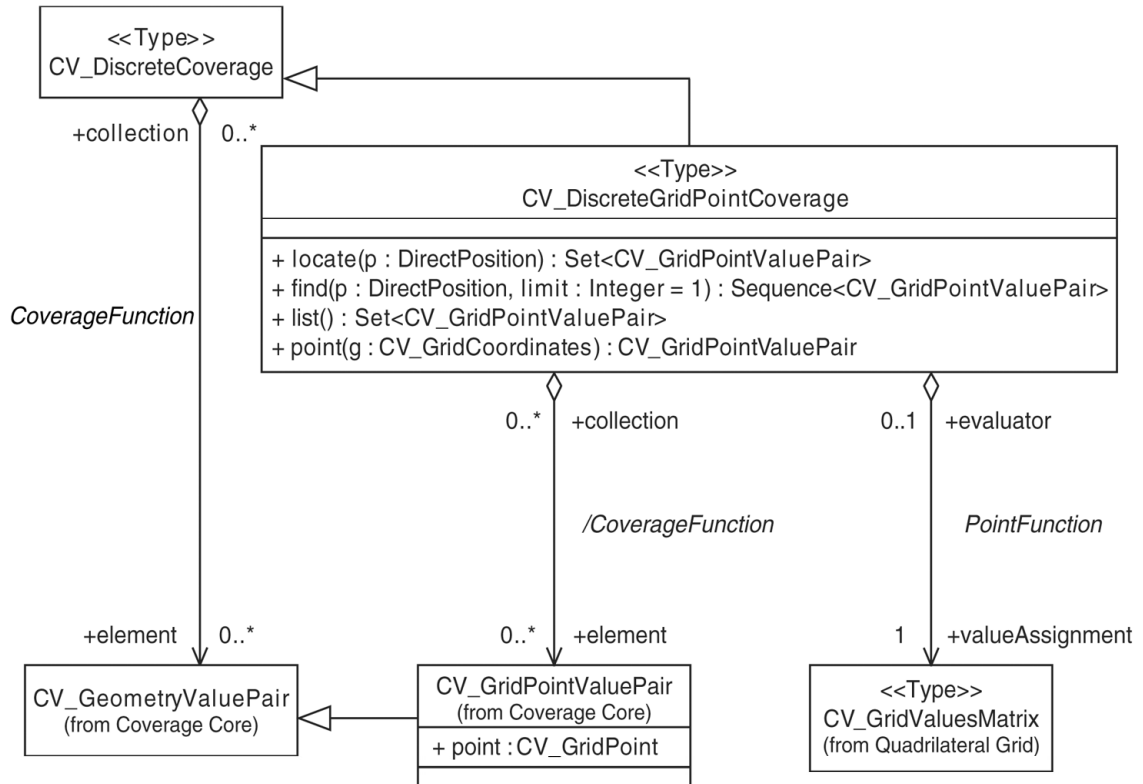 <<Type>>
CV_DiscreteCoverage
+collection 0..*
<<Type>>
CV_DiscreteGridPointCoverage
+ locate(p : DirectPosition) : Set<CV_GridPointValuePair>
+ find(p : DirectPosition, limit : Integer = 1) : Sequence<CV_GridPointValuePair>
+ list() : Set<CV_GridPointValuePair>
+ point(g : CV_GridCoordinates) : CV_GridPointValuePair
CoverageFunction
0..* +collection
0..1 +evaluator
/CoverageFunction
PointFunction
+element 0..*
0..* +element
1 +valueAssignment
CV_GeometryValuePair
(from Coverage Core)
CV_GridPointValuePair
(from Coverage Core)
+ point : CV_GridPoint
<<Type>>
CV_GridValuesMatrix
(from Quadrilateral Grid)